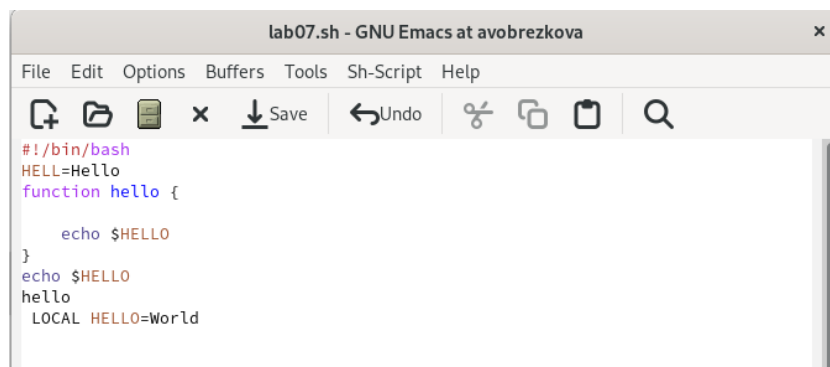 lab07.sh - GNU Emacs at avobrezkova
File Edit Options Buffers Tools Sh-Script Help
Save Undo
#!/bin/bash
HELL=Hello
function hello {
echo $HELLO
}
echo $HELLO
hello
LOCAL HELLO=World